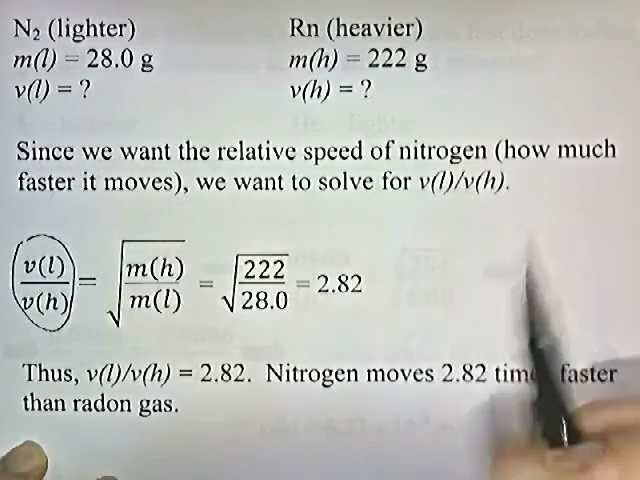 N₂ (lighter) Rn (heavier)
m(l) = 28.0 g m(h) = 222 g
v(l) = ? v(h) = ?
Since we want the relative speed of nitrogen (how much
faster it moves), we want to solve for v(l)/v(h).
v(l)/v(h) = √(m(h)/m(l)) = √(222/28.0) = 2.82
Thus, v(l)/v(h) = 2.82. Nitrogen moves 2.82 faster
than radon gas.